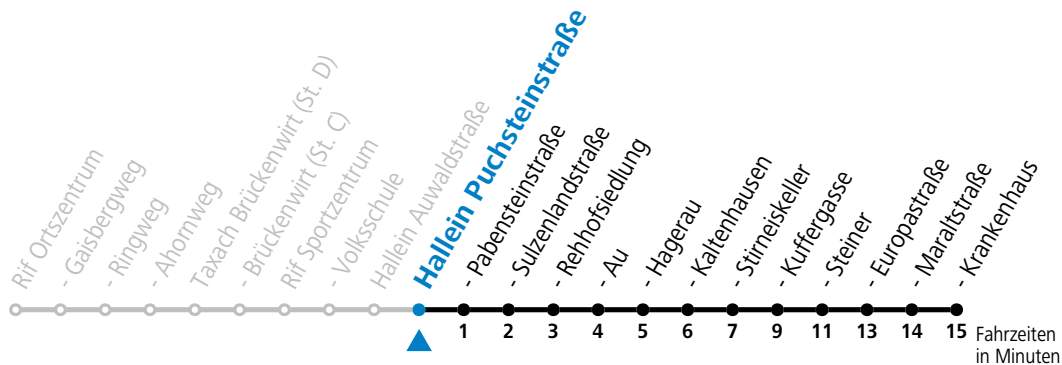 Rif Ortszentrum
- Gaisbergweg
- Ringweg
- Ahornweg
Taxach Brückenwirt (St. D)
- Brückenwirt (St. C)
Rif Sportzentrum
- Volksschule
Hallein Auwaldstraße
Hallein Puchsteinstraße
- Pabensteinstraße
- Sulzenlandstraße
- Rehhofsiedlung
- Au
- Hagerau
- Kaltenhausen
- Stirneiskeller
- Kuffergasse
- Steiner
- Europastraße
- Maraltstraße
- Krankenhaus
1 2 3 4 5 6 7 9 11 13 14 15 Fahrzeiten
in Minuten